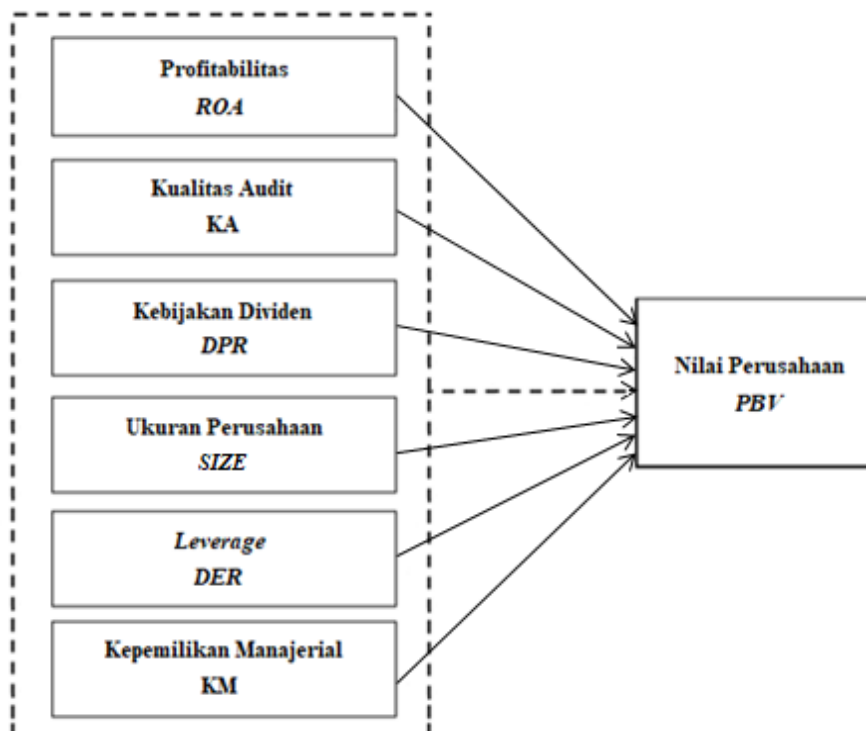 Profitabilitas
ROA
Kualitas Audit
KA
Kebijakan Dividen
DPR
Ukuran Perusahaan
SIZE
Leverage
DER
Kepemilikan Manajerial
KM
Nilai Perusahaan
PBV